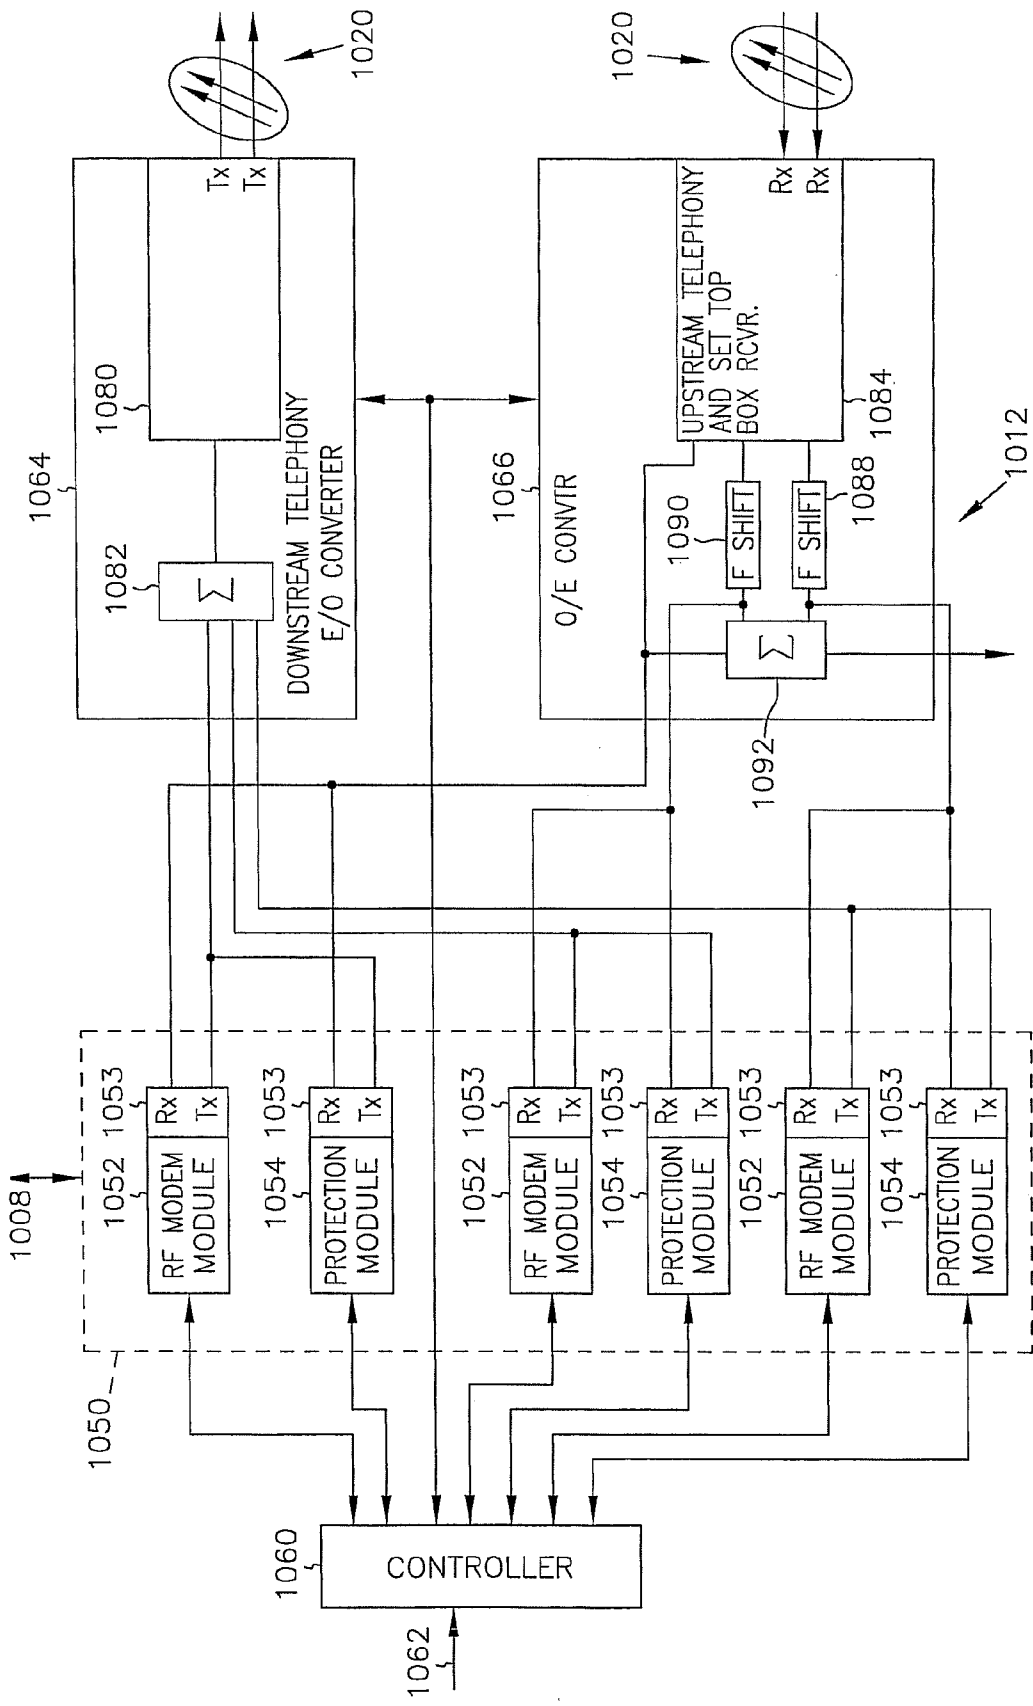 1008
1050
1052
1053
RF MODEM
MODULE
Rx
Tx
1054
1053
PROTECTION
MODULE
Rx
Tx
1052
1053
RF MODEM
MODULE
Rx
Tx
1054
1053
PROTECTION
MODULE
Rx
Tx
1052
1053
RF MODEM
MODULE
Rx
Tx
1054
1053
PROTECTION
MODULE
Rx
Tx
1060
CONTROLLER
1062
1064
1080
1082
Σ
DOWNSTREAM TELEPHONY
E/O CONVERTER
Tx
Tx
1020
1066
O/E CONVTR
UPSTREAM TELEPHONY
AND SET TOP
BOX RCVR.
Rx
Rx
1020
1084
1090
F SHIFT
F SHIFT
1088
Σ
1092
1012